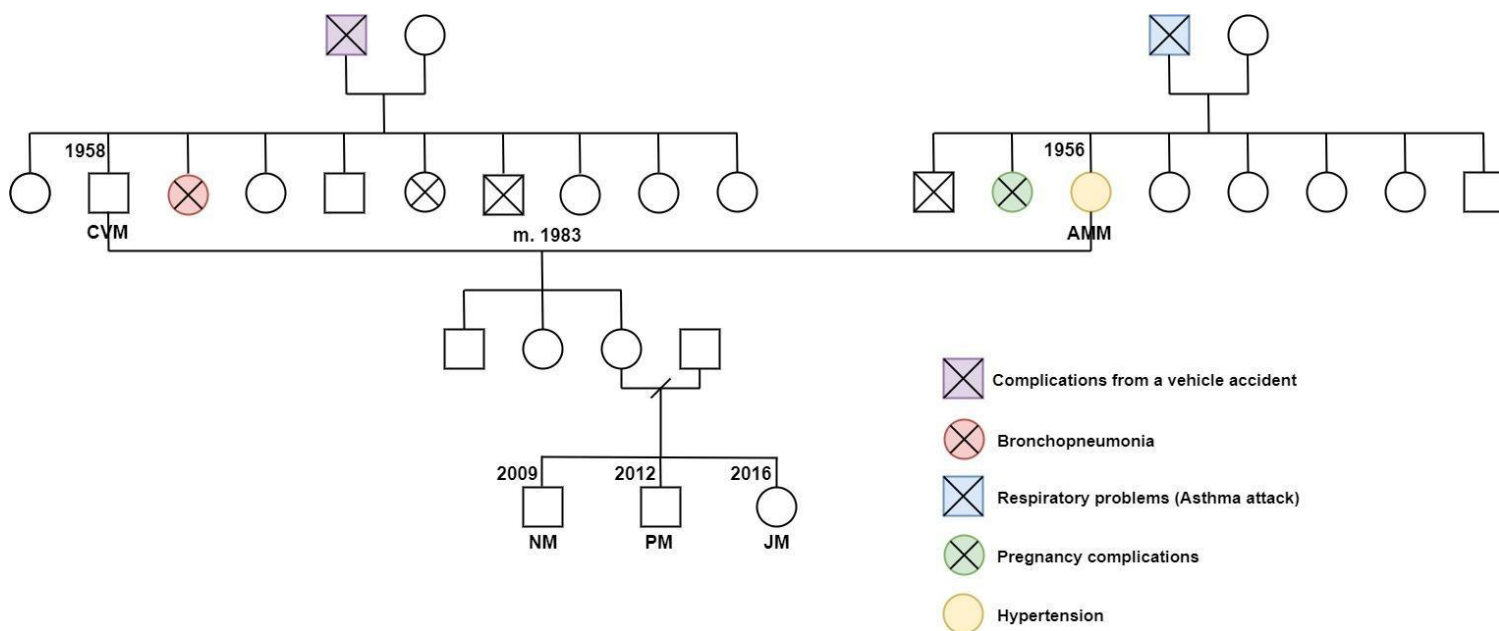 1958
1956
CVM
m. 1983
AMM
Complications from a vehicle accident
Bronchopneumonia
2009
2012
2016
Respiratory problems (Asthma attack)
NM
PM
JM
Pregnancy complications
Hypertension